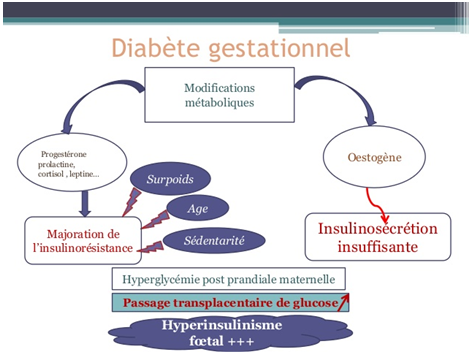 Diabète gestationnel
Modifications
métaboliques
Progestérone
prolactine,
cortisol , leptine...
Oestogène
Surpoids
Age
Sédentarité
Majoration de
l'insulinorésistance
Insulinosécrétion
insuffisante
Hyperglycémie post prandiale maternelle
Passage transplacentaire de glucose
Hyperinsulinisme
fœtal +++